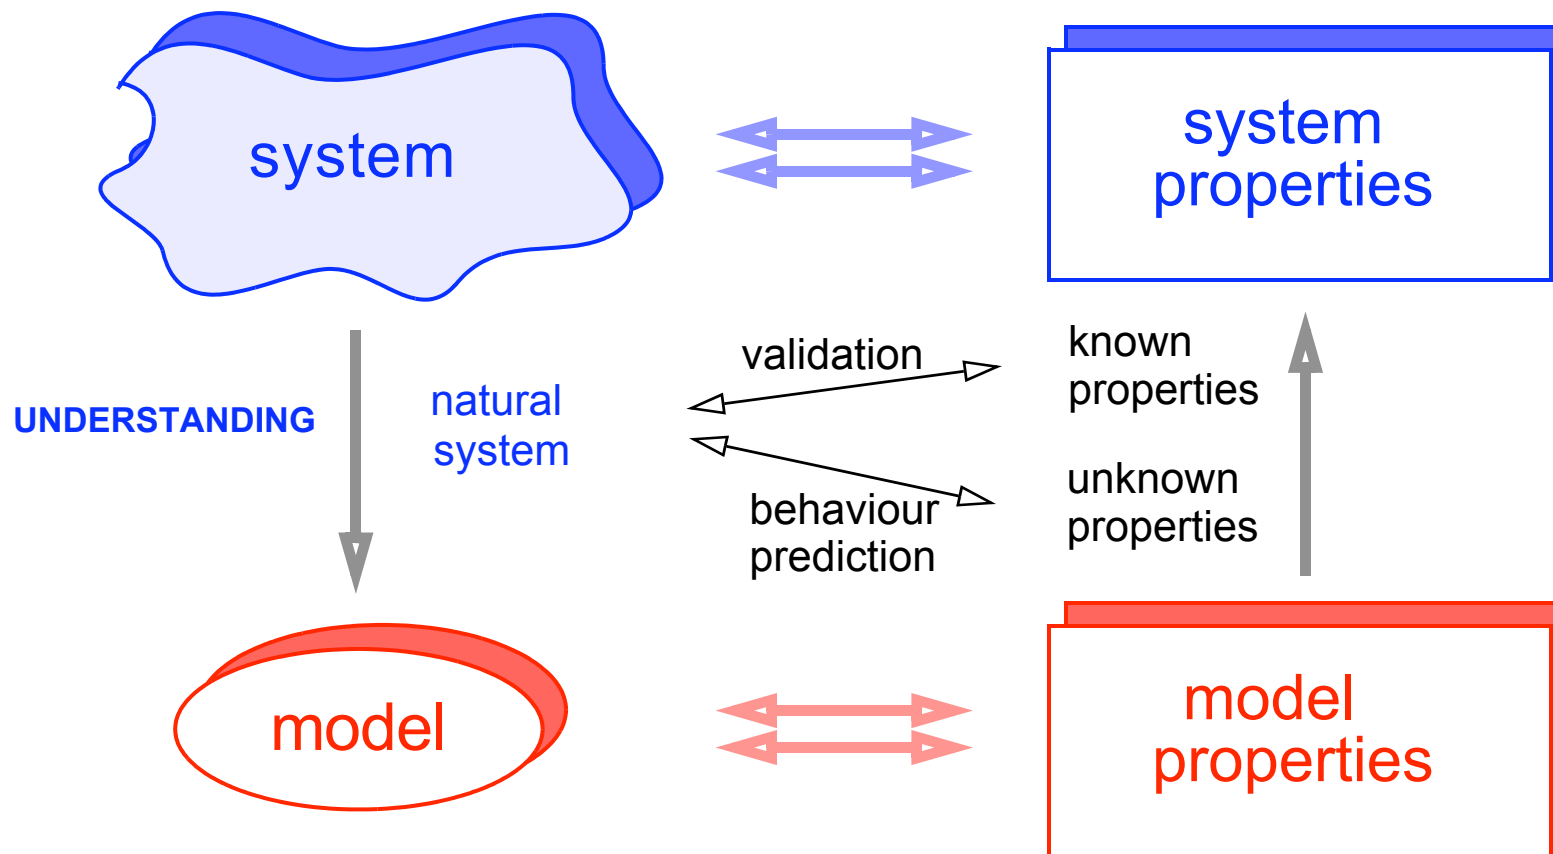 system
system
properties
UNDERSTANDING
natural
system
validation
known
properties
behaviour
prediction
unknown
properties
model
model
properties